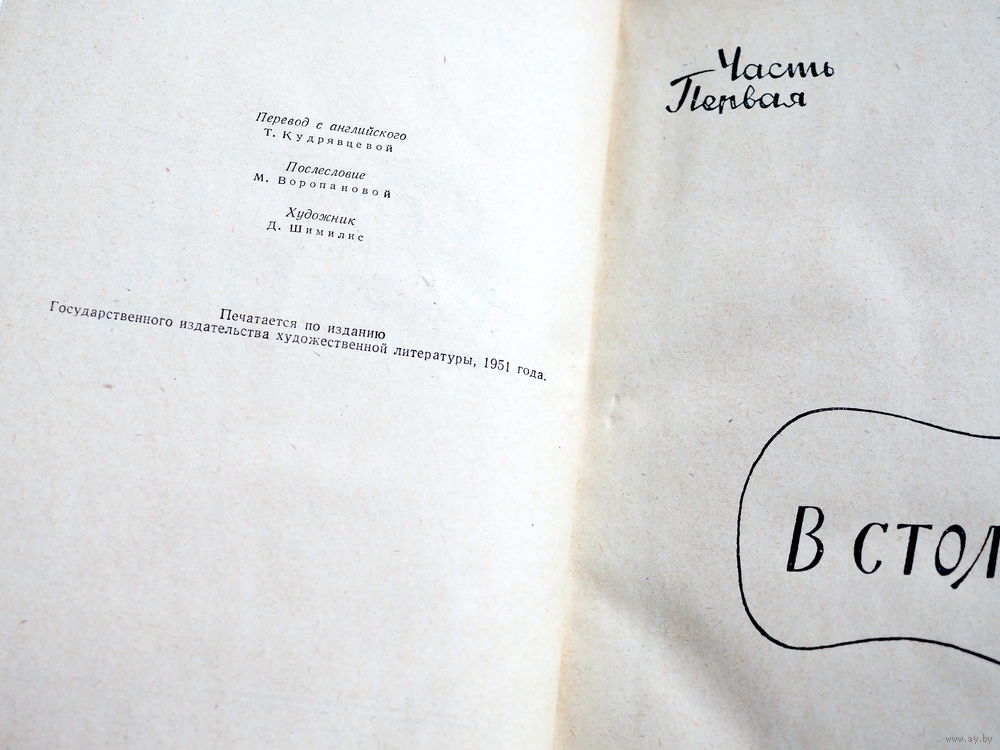 Перевод с английского
Т. Кудрявцевой
Послесловие
М. Воропановой
Художник
Д. Шимилис
Печатается по изданию
Государственного издательства художественной литературы, 1951 года.
Часть
Первая
В СТОЛ
www.ay.by